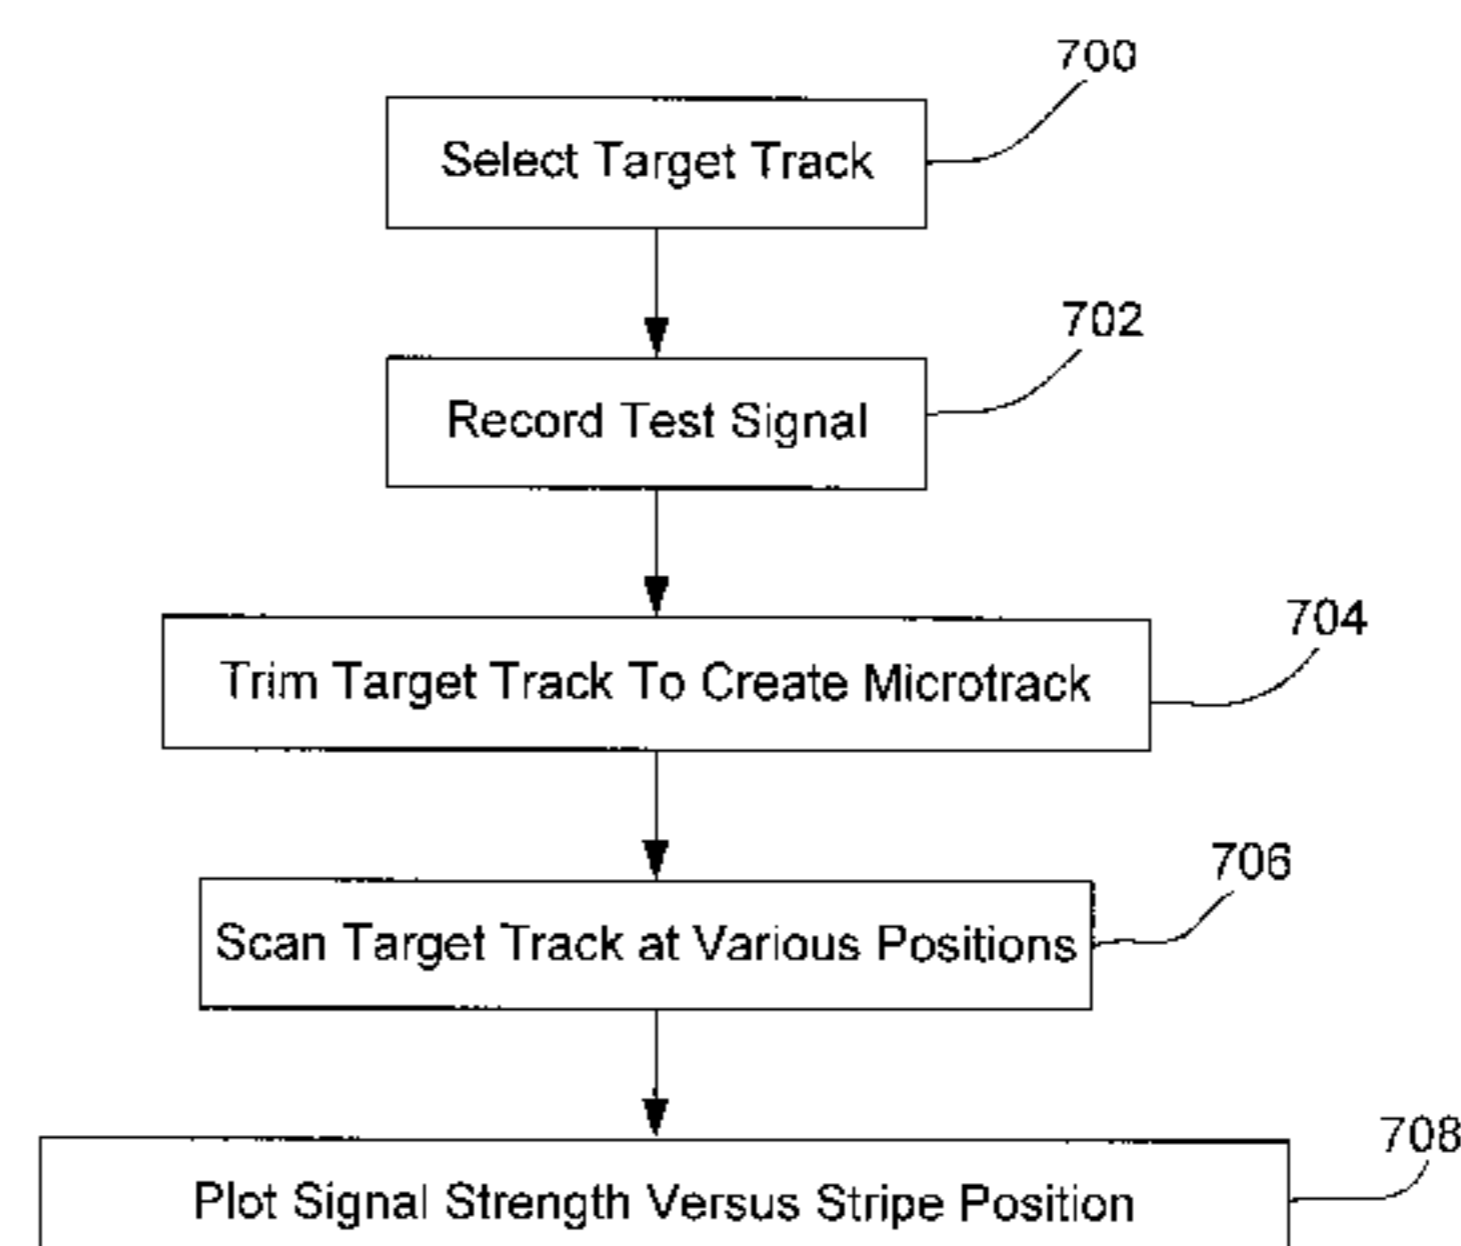 700
Select Target Track
702
Record Test Signal
704
Trim Target Track To Create Microtrack
706
Scan Target Track at Various Positions
708
Plot Signal Strength Versus Stripe Position